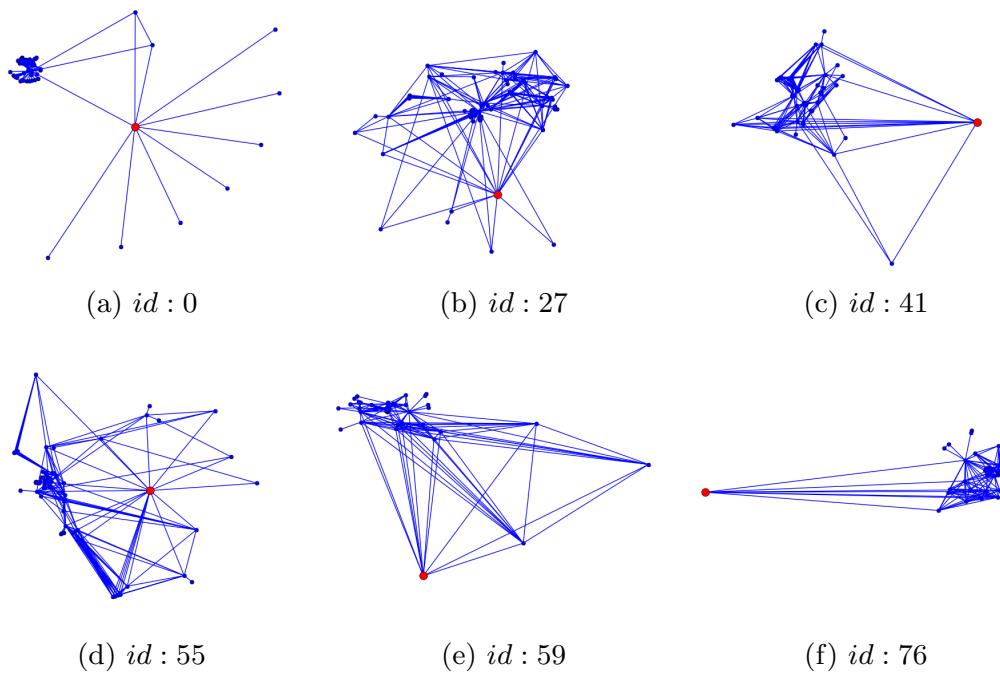 (a) id : 0
(b) id : 27
(c) id : 41
(d) id : 55
(e) id : 59
(f) id : 76